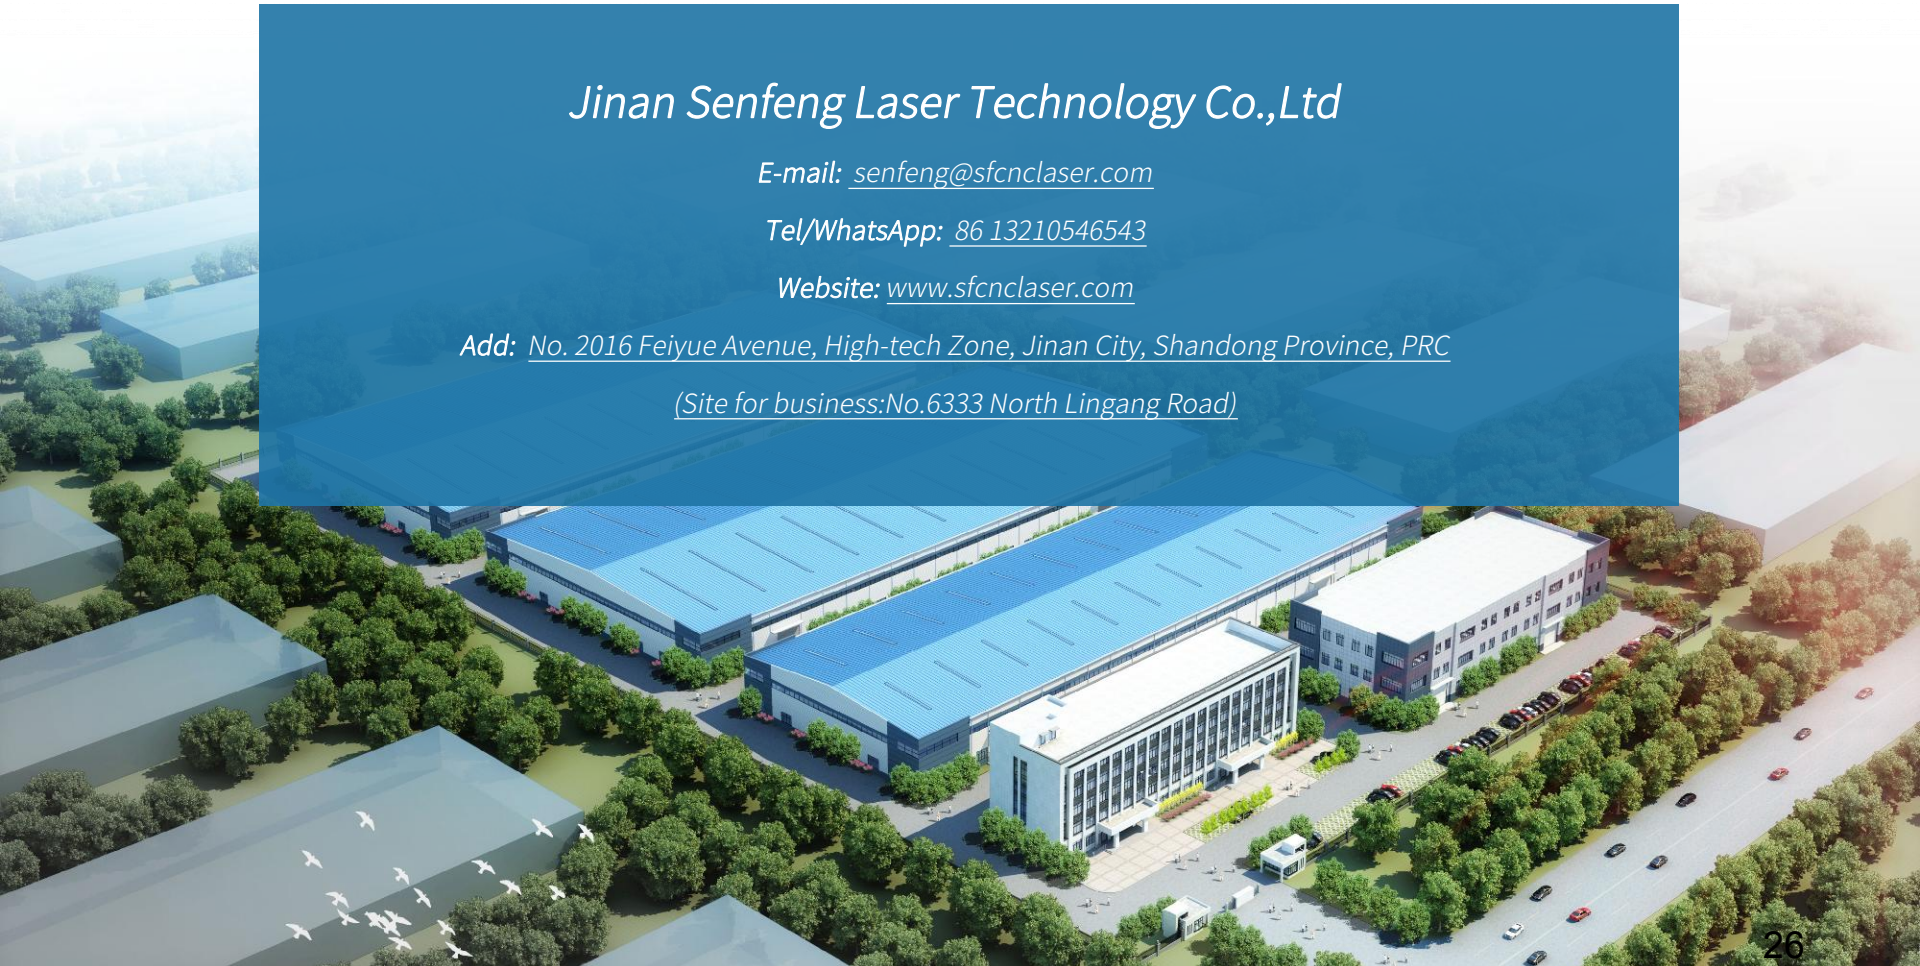 Jinan Senfeng Laser Technology Co.,Ltd
E-mail: senfeng@sfcnclaser.com
Tel/WhatsApp: 86 13210546543
Website: www.sfcnclaser.com
Add: No. 2016 Feiyue Avenue, High-tech Zone, Jinan City, Shandong Province, PRC
(Site for business:No.6333 North Lingang Road)
26